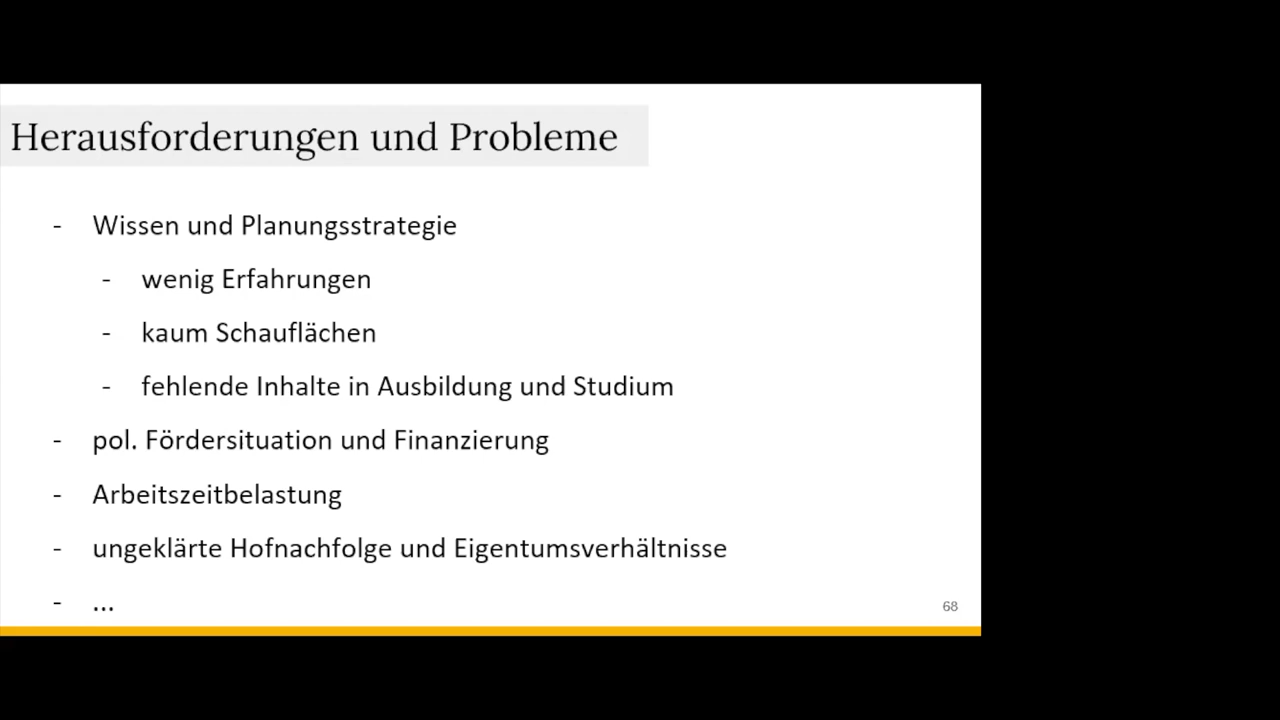 Herausforderungen und Probleme
- Wissen und Planungsstrategie
- wenig Erfahrungen
- kaum Schauflächen
- fehlende Inhalte in Ausbildung und Studium
- pol. Fördersituation und Finanzierung
- Arbeitszeitbelastung
- ungeklärte Hofnachfolge und Eigentumsverhältnisse
- ...
68